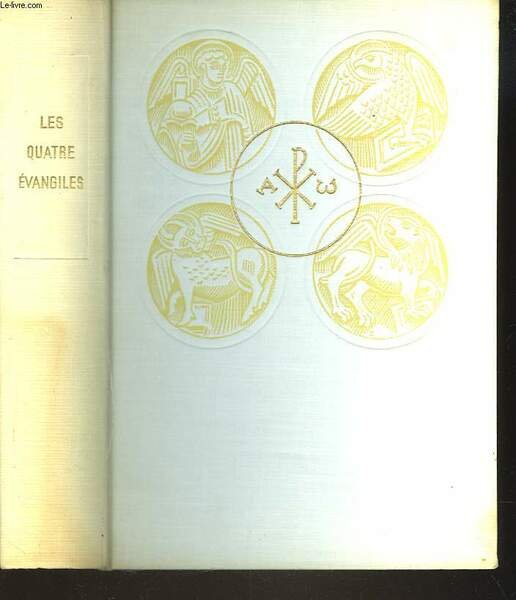 Le-livre.com
LES
QUATRE
ÉVANGILES
A ☧ ω